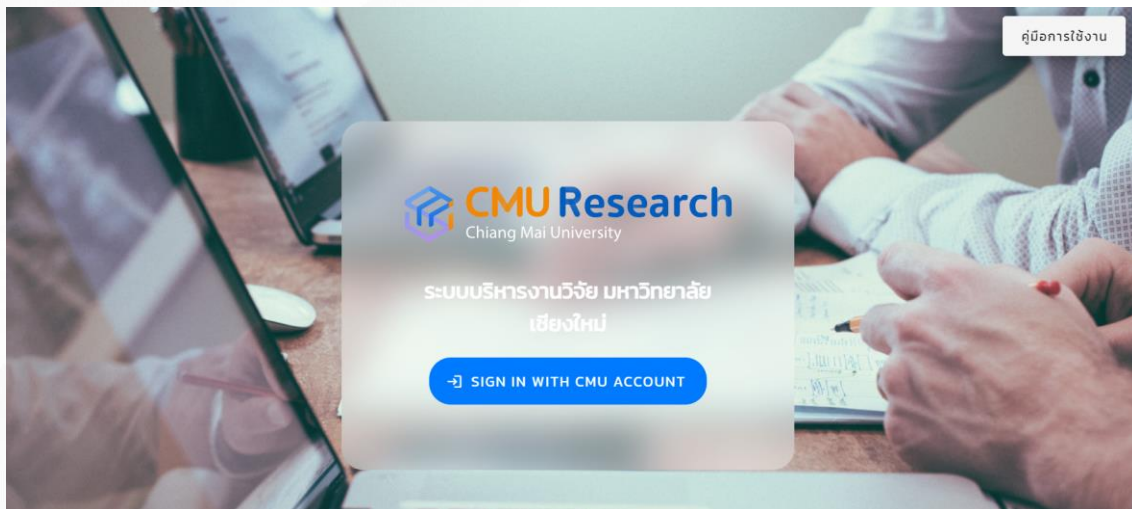 คู่มือการใช้งาน
CMU Research
Chiang Mai University
ระบบบริหารงานวิจัย มหาวิทยาลัย
เชียงใหม่
SIGN IN WITH CMU ACCOUNT